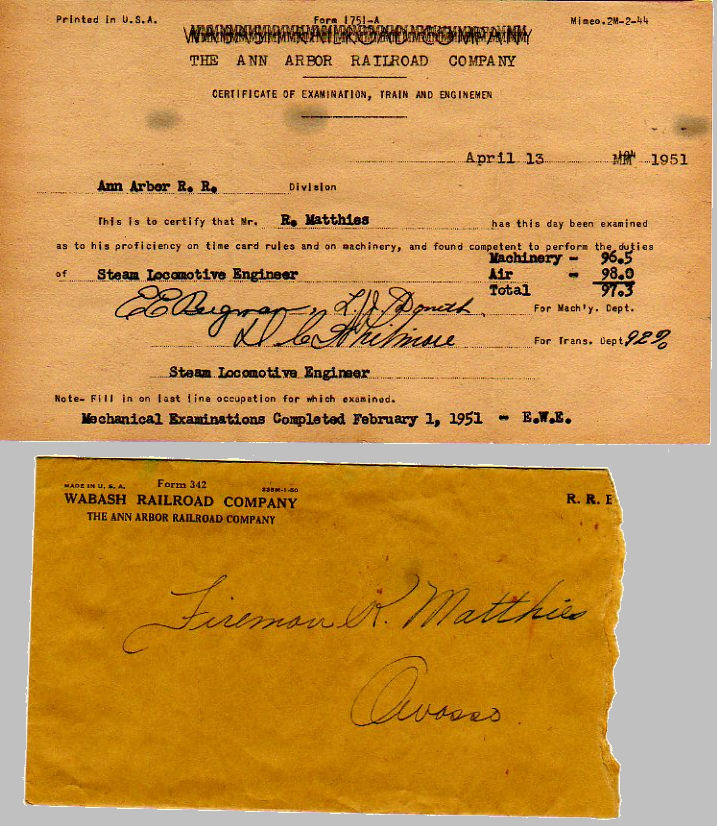 Printed in U.S.A. Form 1751-A Mimeo.2M-2-44
WABASH RAILROAD COMPANY
THE ANN ARBOR RAILROAD COMPANY
CERTIFICATE OF EXAMINATION, TRAIN AND ENGINEMEN
April 13 1951
Ann Arbor R. R. Division
This is to certify that Mr. R. Matthies has this day been examined
as to his proficiency on time card rules and on machinery, and found competent to perform the duties
Machinery - 96.5
of Steam Locomotive Engineer Air - 98.0
Total 97.3
E E Bergman, For Mach'y. Dept.
D C Whitmore For Trans. Dept. 92%
Steam Locomotive Engineer
Note- Fill in on last line occupation for which examined.
Mechanical Examinations Completed February 1, 1951 - E.W.E.
MADE IN U. S. A. Form 342 238M-1-50
WABASH RAILROAD COMPANY R. R. B
THE ANN ARBOR RAILROAD COMPANY
Fireman R. Matthies
Owosso.